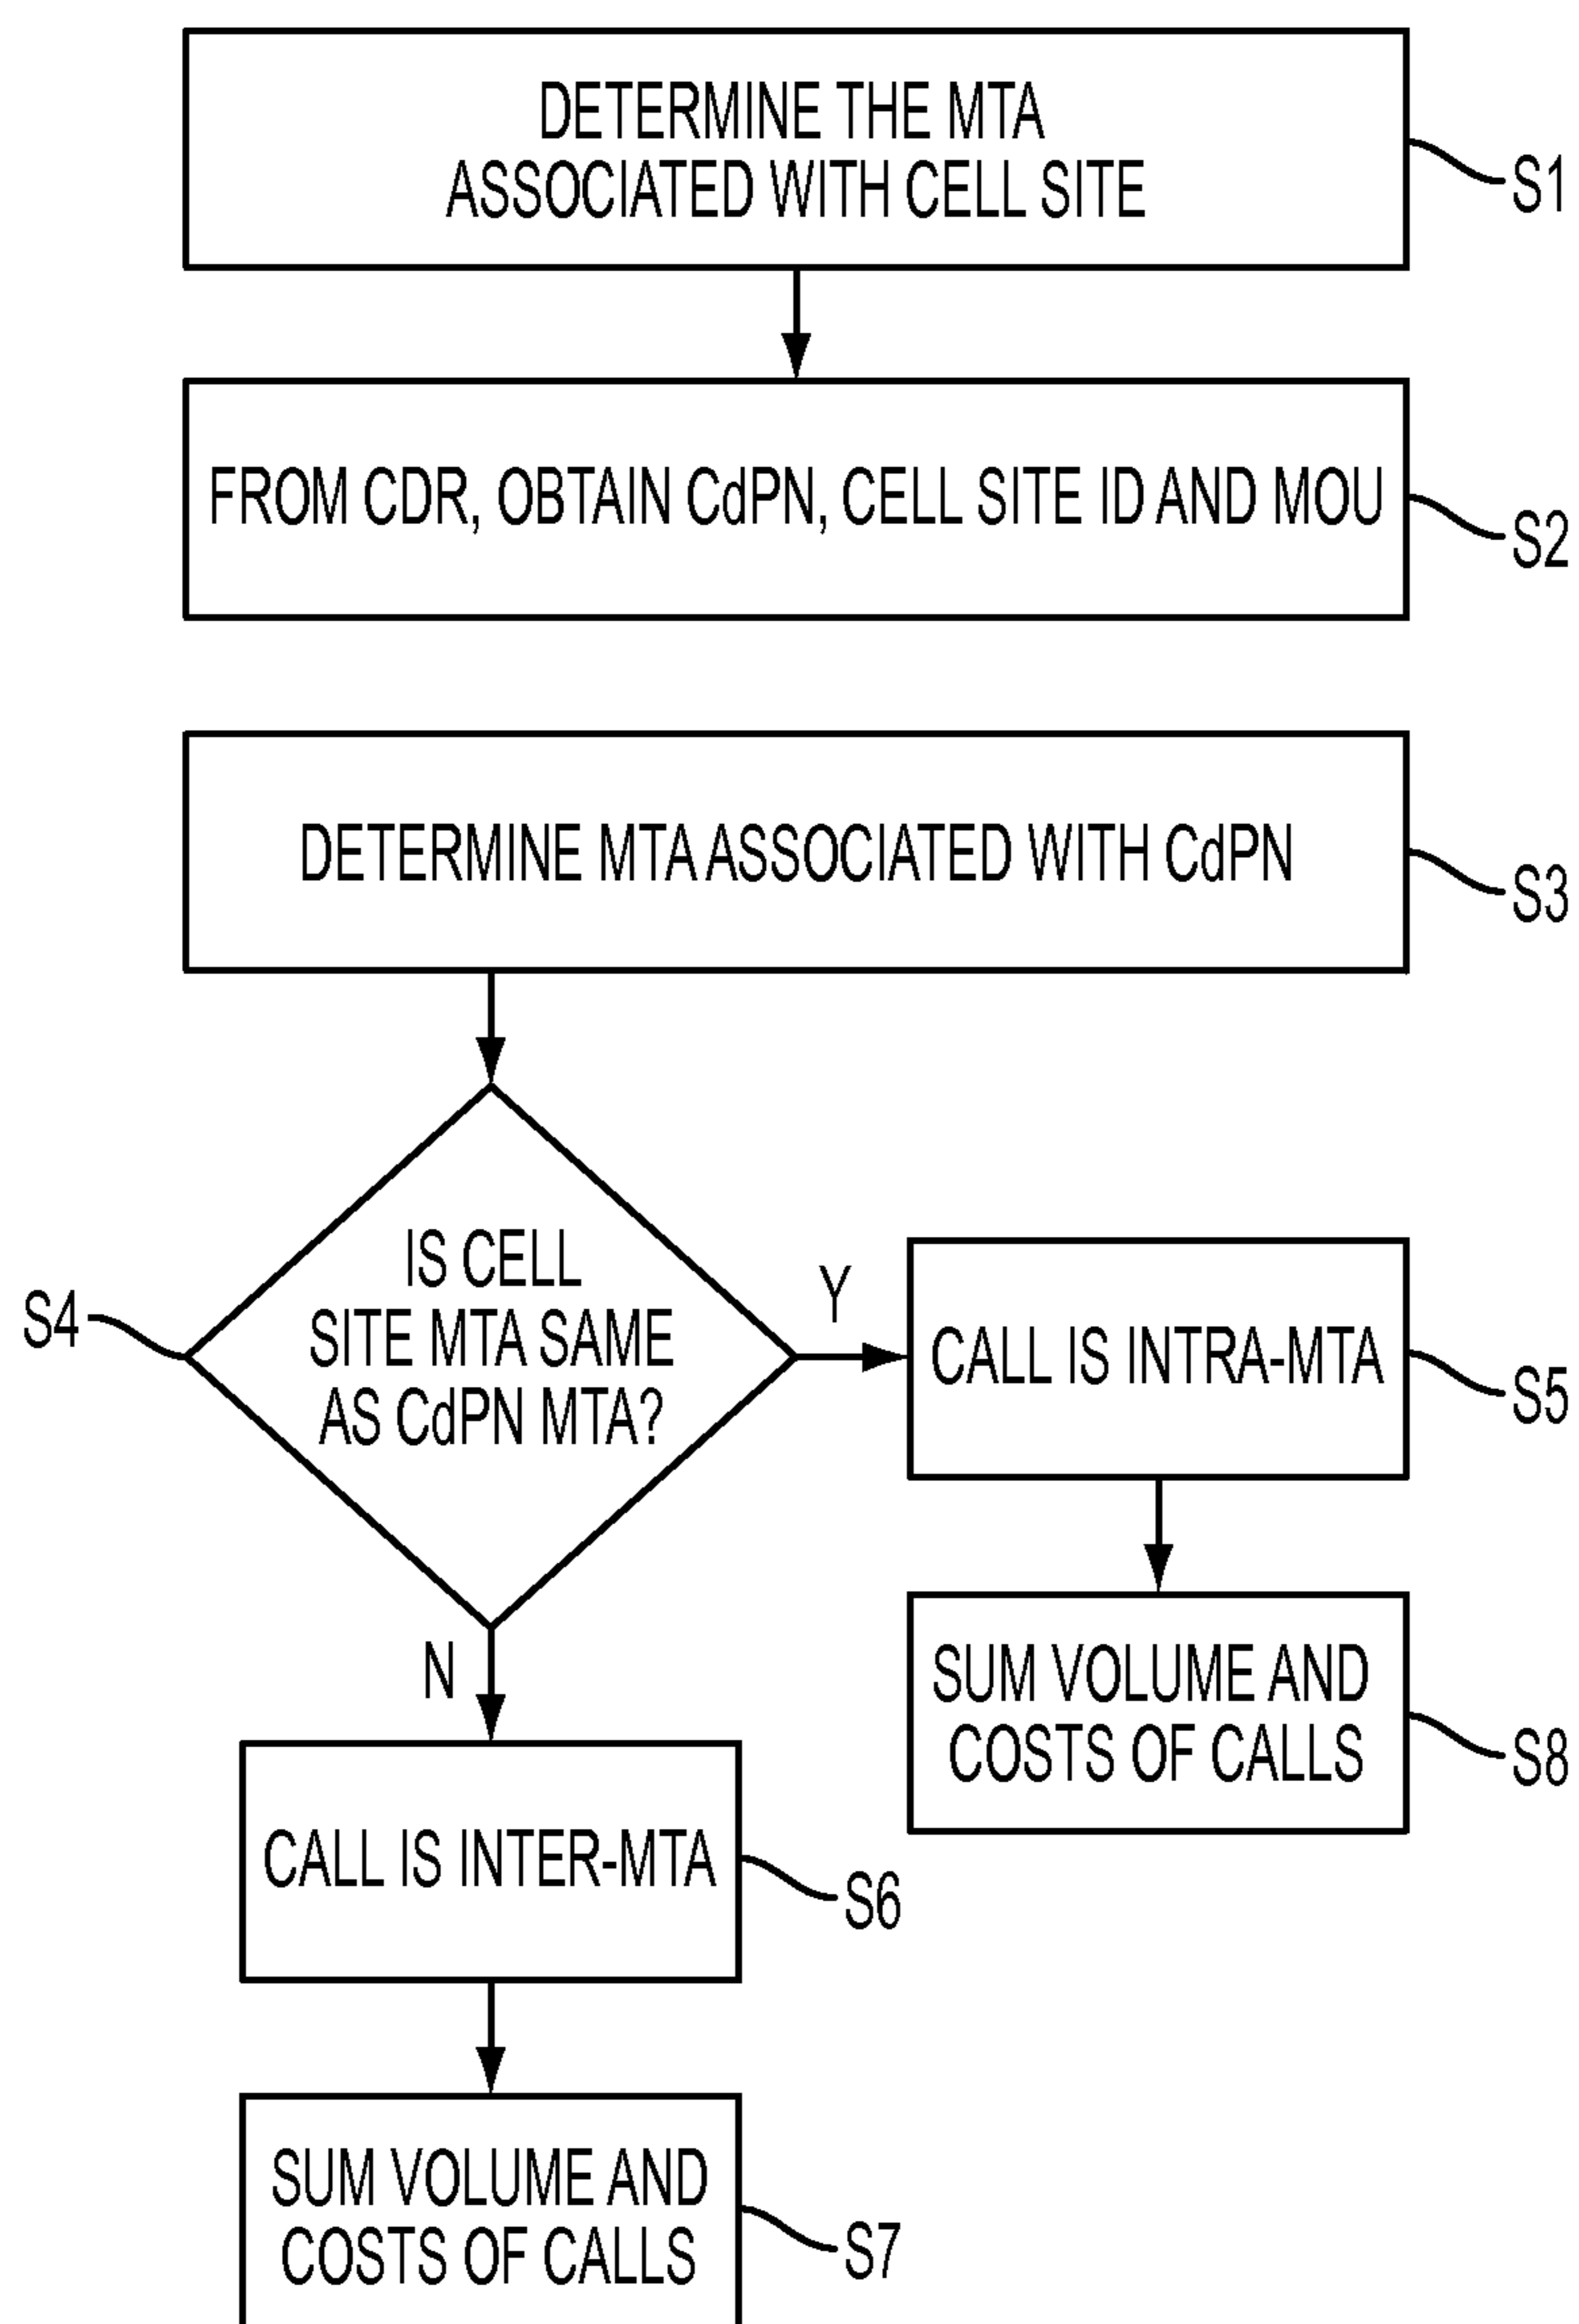 DETERMINE THE MTA
ASSOCIATED WITH CELL SITE
S1
FROM CDR, OBTAIN CdPN, CELL SITE ID AND MOU
S2
DETERMINE MTA ASSOCIATED WITH CdPN
S3
IS CELL
SITE MTA SAME
AS CdPN MTA?
S4
Y
CALL IS INTRA-MTA
S5
SUM VOLUME AND
COSTS OF CALLS
S8
N
CALL IS INTER-MTA
S6
SUM VOLUME AND
COSTS OF CALLS
S7